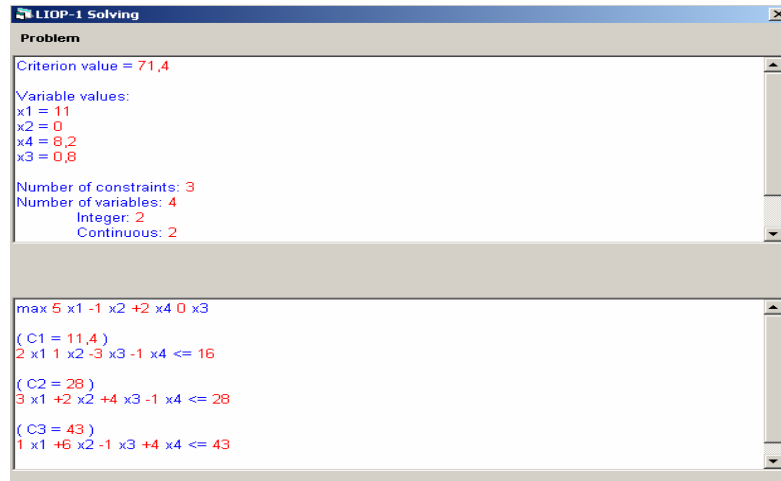 LIOP-1 Solving
Problem
Criterion value = 71,4
Variable values:
x1 = 11
x2 = 0
x4 = 8,2
x3 = 0,8
Number of constraints: 3
Number of variables: 4
Integer: 2
Continuous: 2
max 5 x1 -1 x2 +2 x4 0 x3
( C1 = 11,4 )
2 x1 1 x2 -3 x3 -1 x4 <= 16
( C2 = 28 )
3 x1 +2 x2 +4 x3 -1 x4 <= 28
( C3 = 43 )
1 x1 +6 x2 -1 x3 +4 x4 <= 43